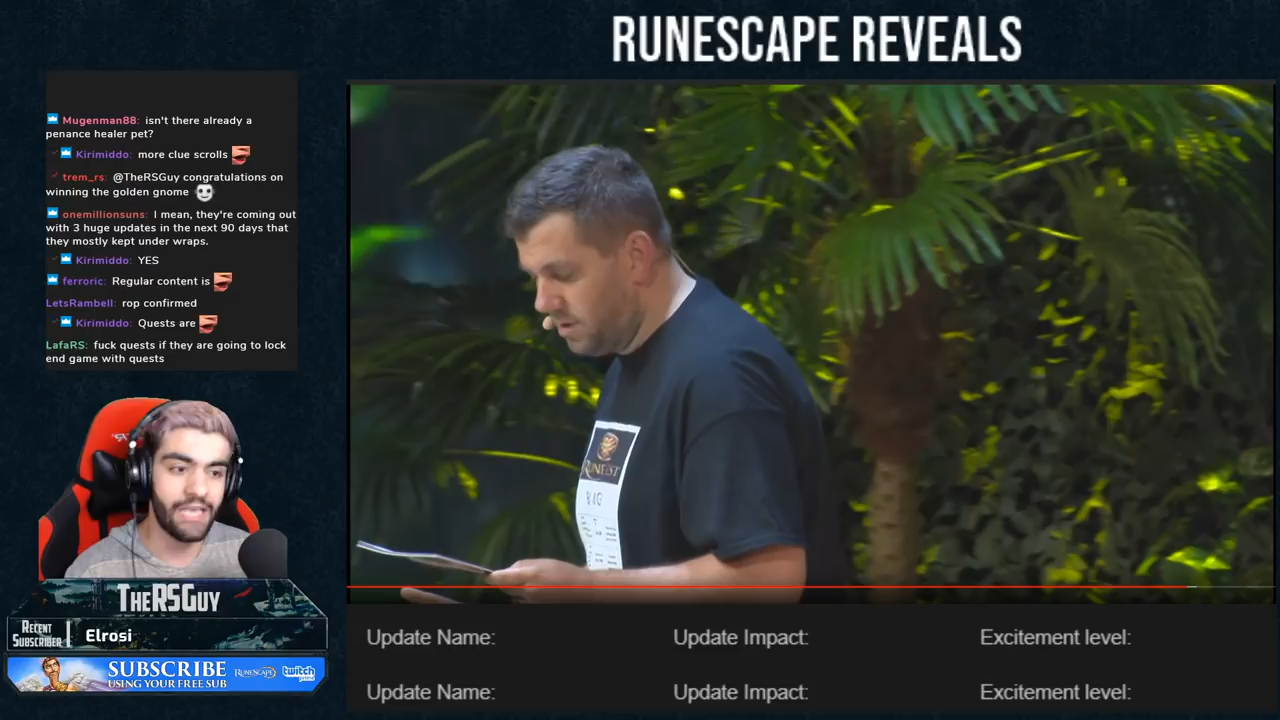 RUNESCAPE REVEALS
Mugenman88: isn't there already a
penance healer pet?
Kirimiddo: more clue scrolls
trem_rs: @TheRSGuy congratulations on
winning the golden gnome
onemillionsuns: I mean, they're coming out
with 3 huge updates in the next 90 days that
they mostly kept under wraps.
Kirimiddo: YES
ferroric: Regular content is
LetsRambell: rop confirmed
Kirimiddo: Quests are
LafaRS: fuck quests if they are going to lock
end game with quests
RUNEFEST
THERSGUY
RECENT
SUBSCRIBER
Elrosi
SUBSCRIBE
USING YOUR FREE SUB
RUNESCAPE
twitch
prime
Update Name: Update Impact: Excitement level:
Update Name: Update Impact: Excitement level: